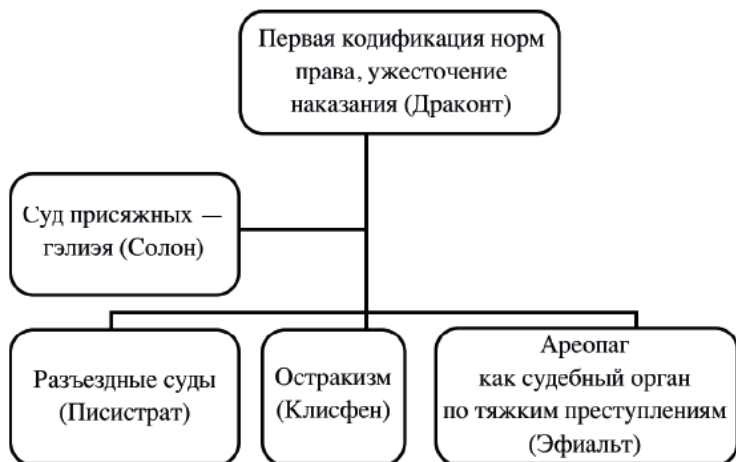 Первая кодификация норм
права, ужесточение
наказания (Драконт)
Суд присяжных —
гэлиэя (Солон)
Разъездные суды
(Писистрат)
Остракизм
(Клисфен)
Ареопаг
как судебный орган
по тяжким преступлениям
(Эфиальт)